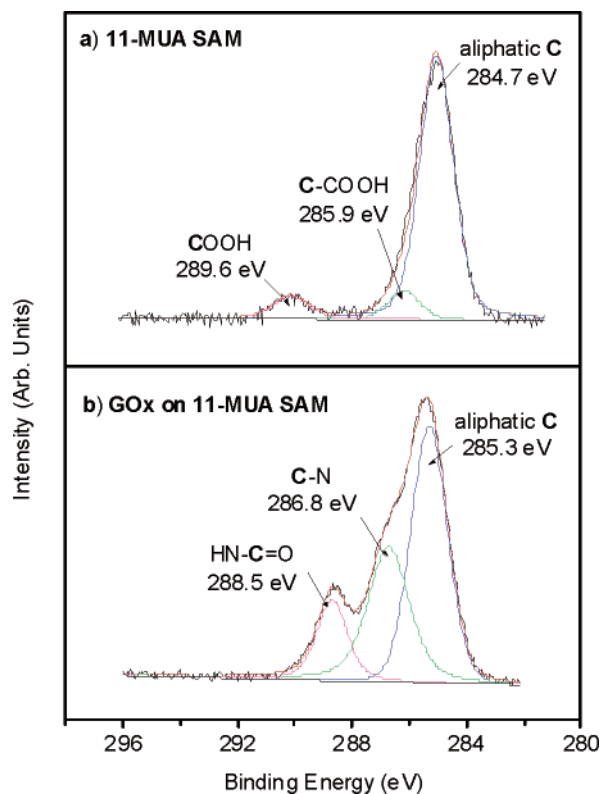 a) 11-MUA SAM
aliphatic C
284.7 eV
C-COOH
285.9 eV
COOH
289.6 eV
Intensity (Arb. Units)
b) GOx on 11-MUA SAM
aliphatic C
285.3 eV
C-N
286.8 eV
HN-C=O
288.5 eV
296 292 288 284 280
Binding Energy (eV)